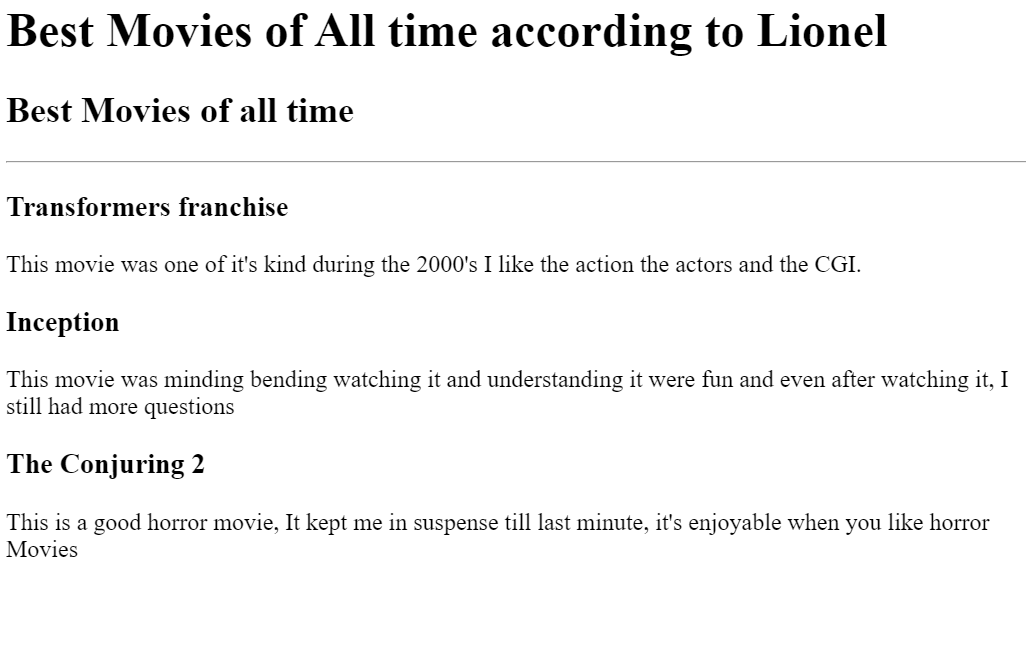 Best Movies of All time according to Lionel
Best Movies of all time
Transformers franchise
This movie was one of it's kind during the 2000's I like the action the actors and the CGI.
Inception
This movie was minding bending watching it and understanding it were fun and even after watching it, I
still had more questions
The Conjuring 2
This is a good horror movie, It kept me in suspense till last minute, it's enjoyable when you like horror
Movies